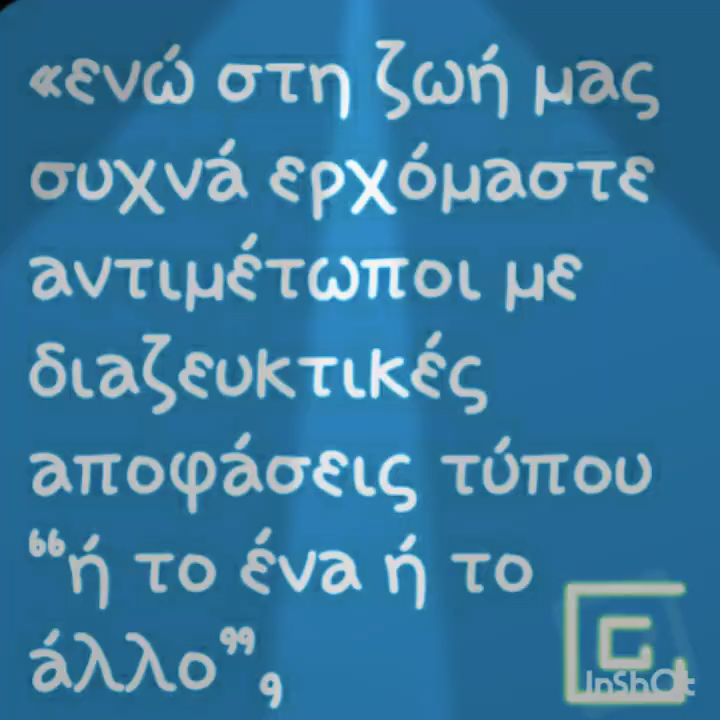 «ενώ στη ζωή μας
συχνά ερχόμαστε
αντιμέτωποι με
διαζευκτικές
αποφάσεις τύπου
“ή το ένα ή το
άλλο”,
InShOt